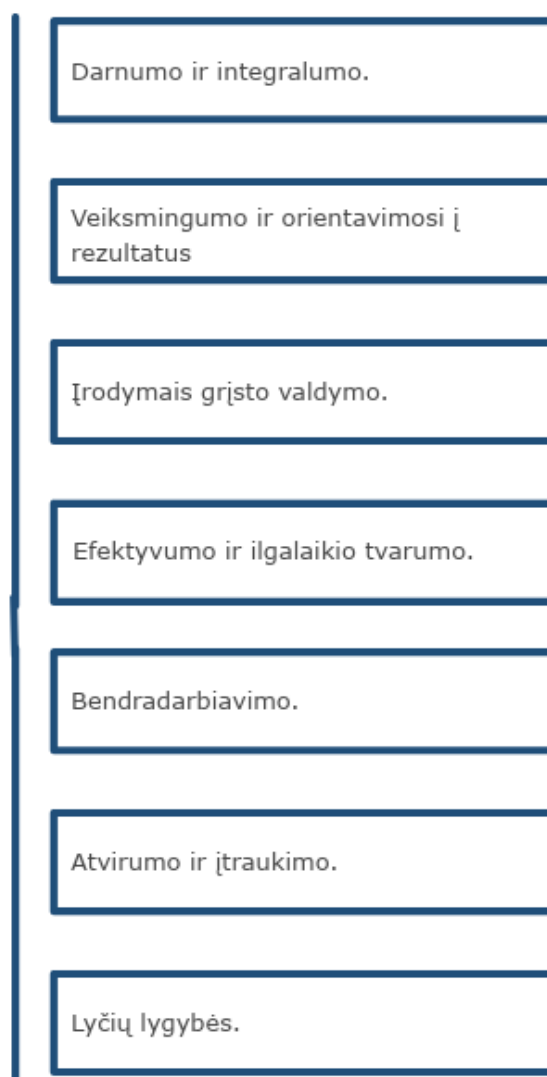 Darnumo ir integralumo.
Veiksmingumo ir orientavimosi į
rezultatus
Įrodymais grįsto valdymo.
Efektyvumo ir ilgalaikio tvarumo.
Bendradarbiavimo.
Atvirumo ir įtraukimo.
Lyčių lygybės.